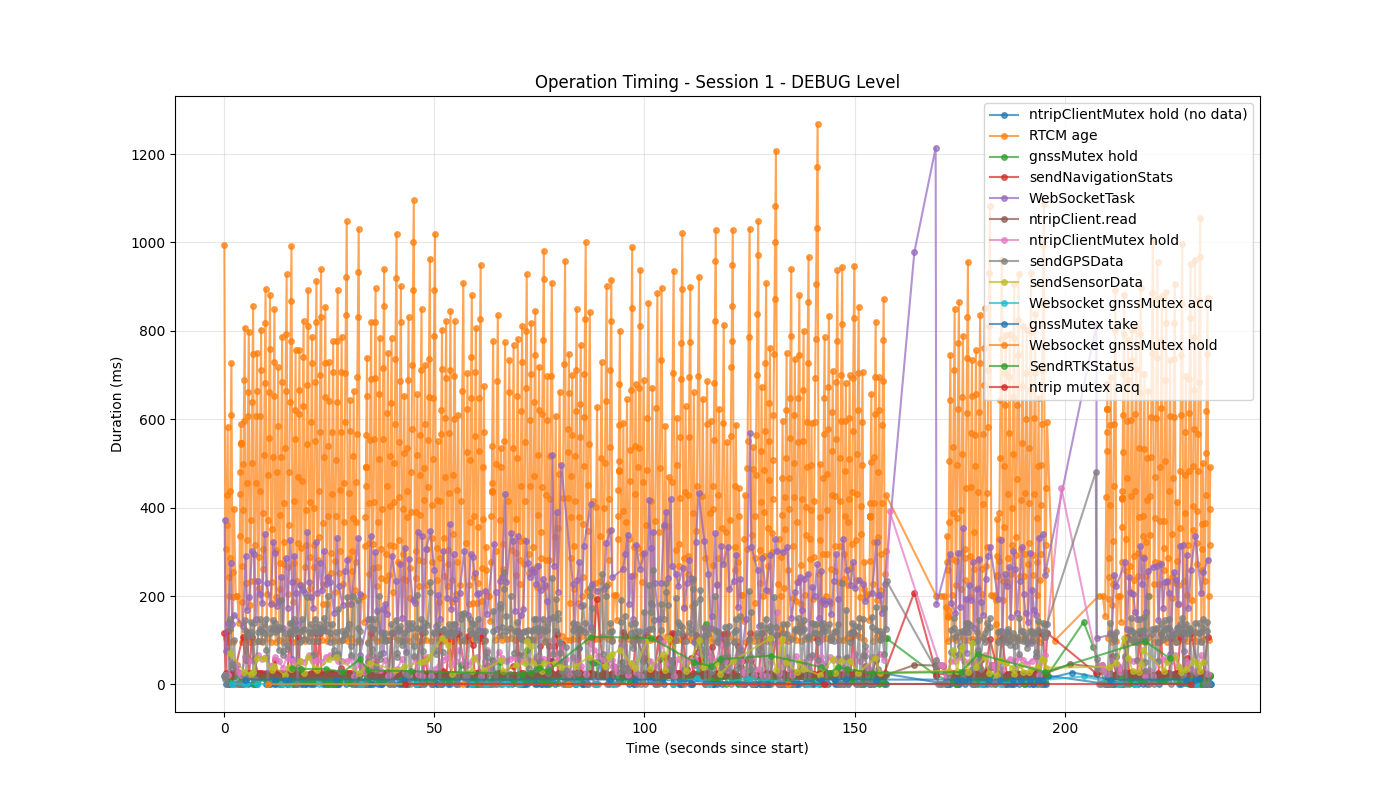 Operation Timing - Session 1 - DEBUG Level
ntripClientMutex hold (no data)
RTCM age
gnssMutex hold
sendNavigationStats
WebSocketTask
ntripClient.read
ntripClientMutex hold
sendGPSData
sendSensorData
Websocket gnssMutex acq
gnssMutex take
Websocket gnssMutex hold
SendRTKStatus
ntrip mutex acq
Duration (ms)
1200
1000
800
600
400
200
0
0 50 100 150 200
Time (seconds since start)